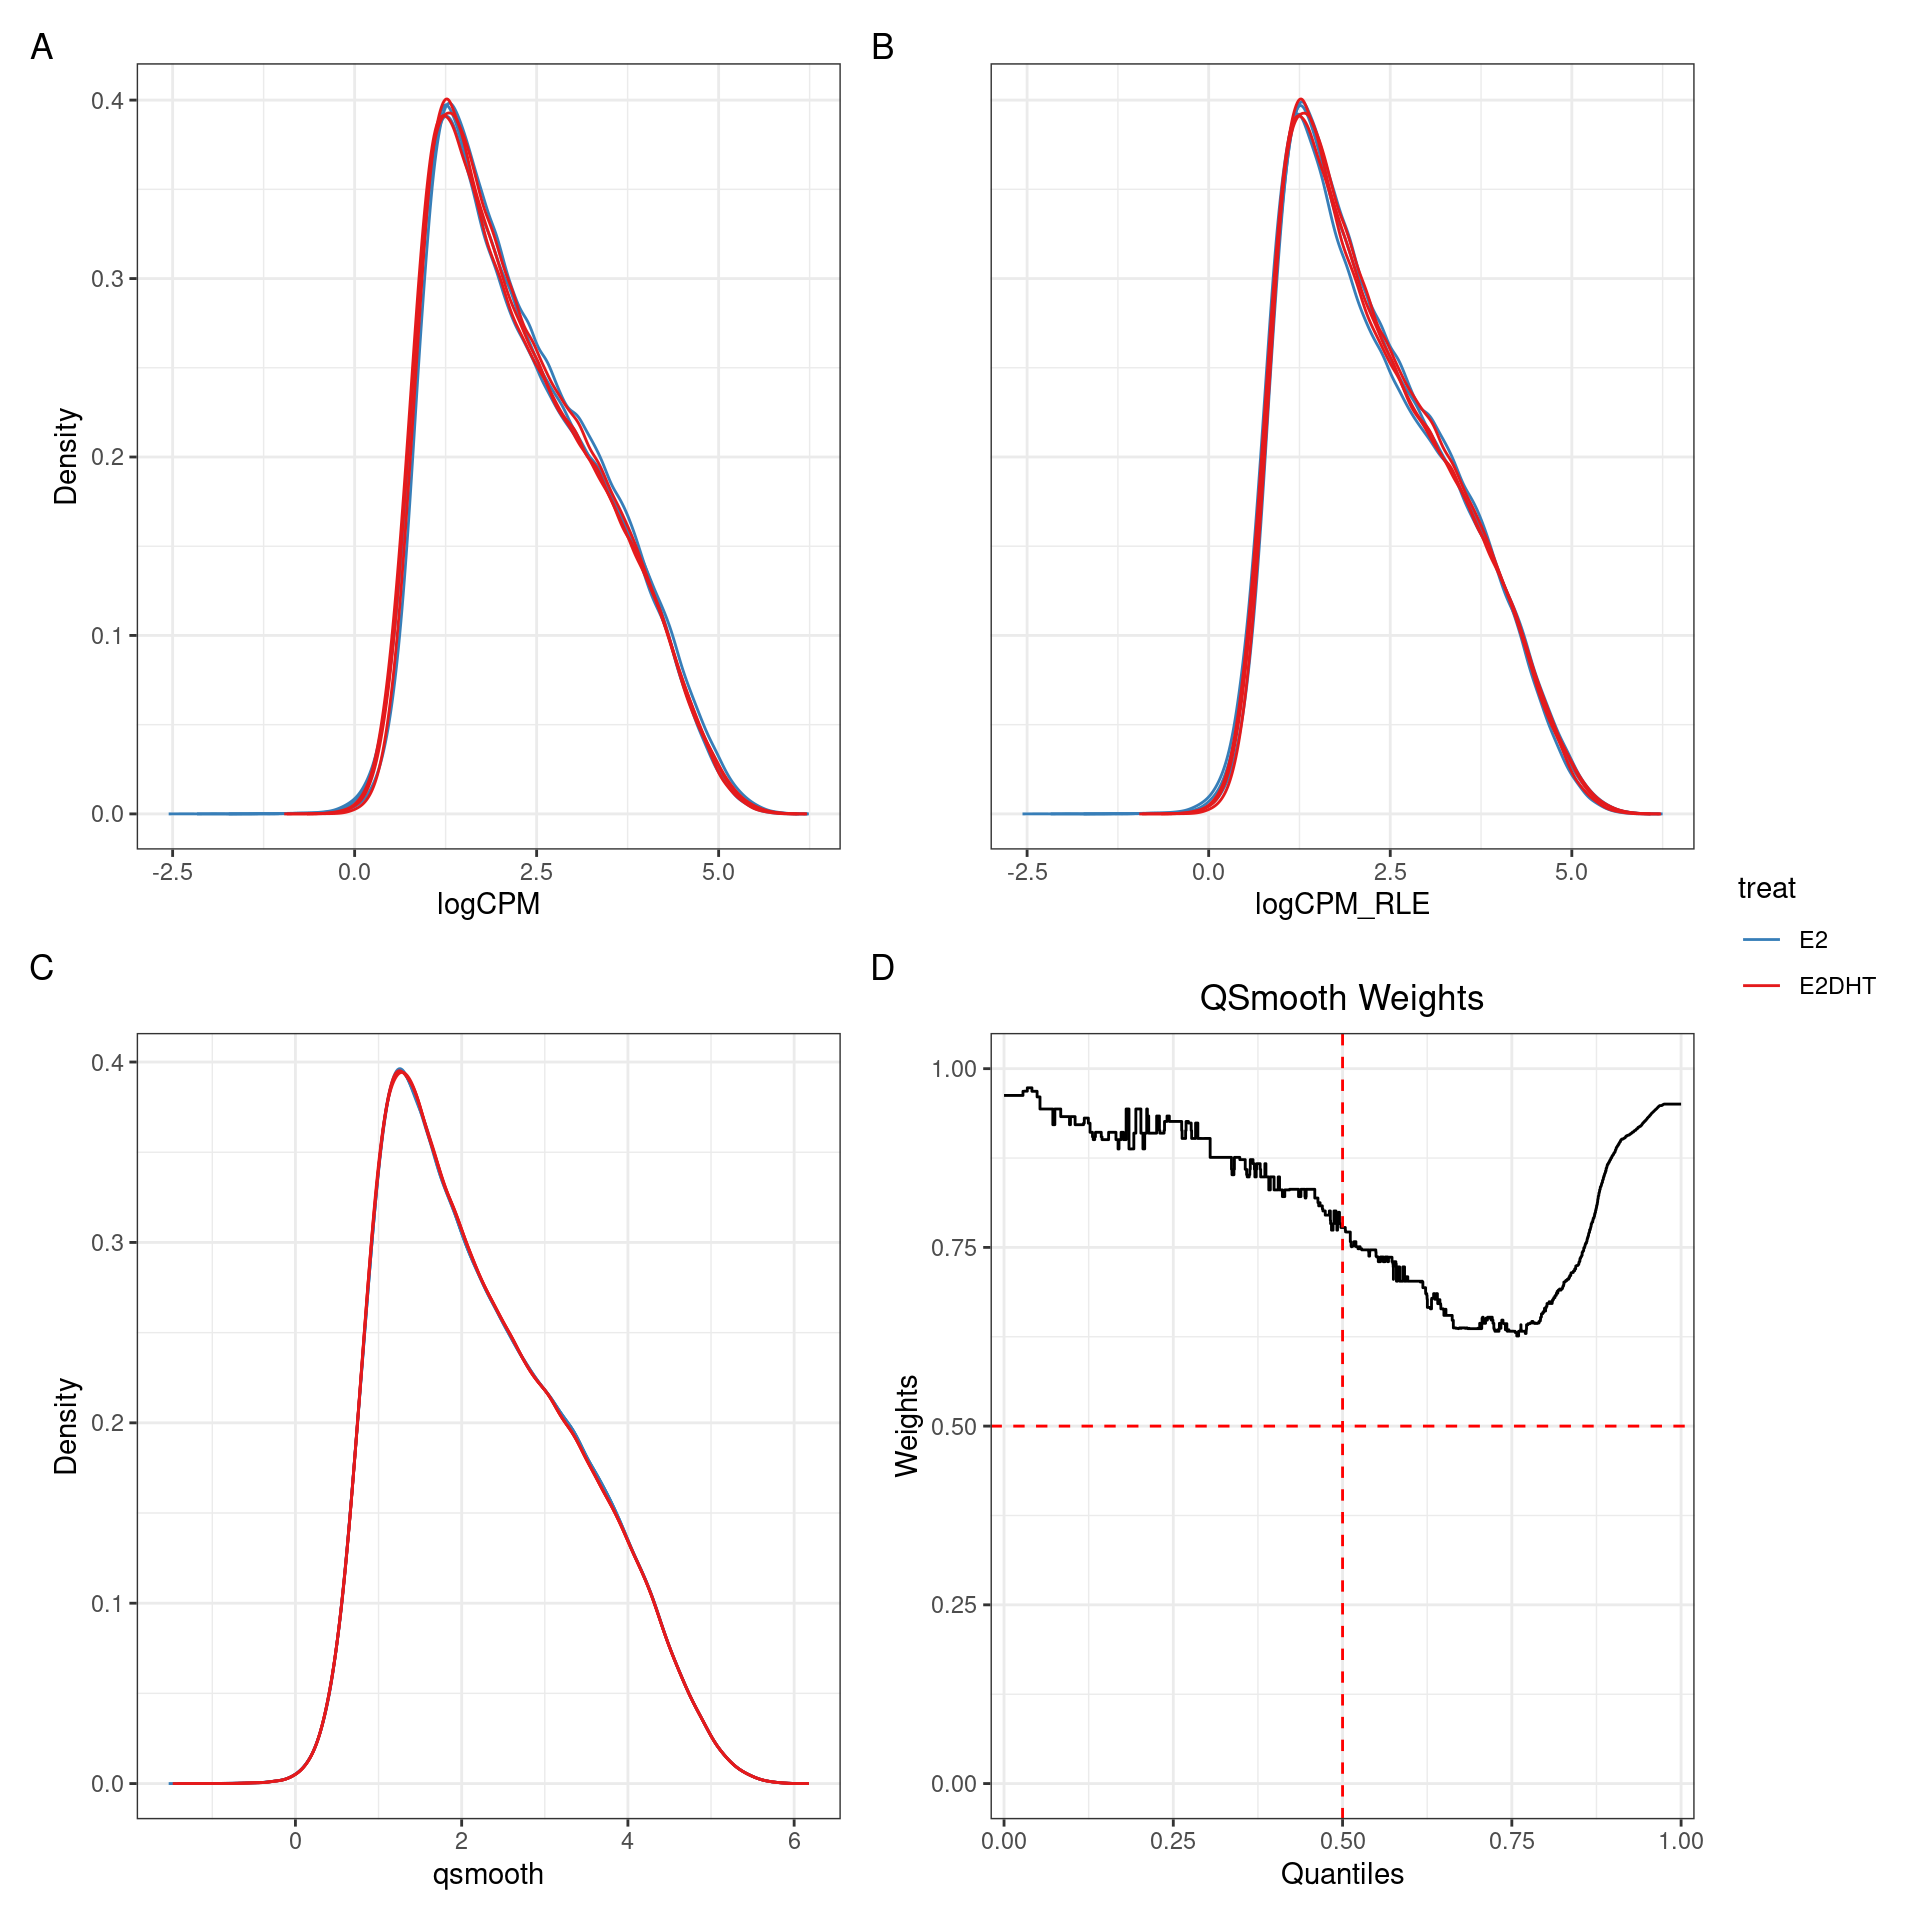 A
0.4
0.3
0.2
0.1
0.0
Density
-2.5 0.0 2.5 5.0
logCPM
B
-2.5 0.0 2.5 5.0
logCPM_RLE
treat
E2
E2DHT
C
0.4
0.3
0.2
0.1
0.0
Density
0 2 4 6
qsmooth
D
QSmooth Weights
1.00
0.75
0.50
0.25
0.00
Weights
0.00 0.25 0.50 0.75 1.00
Quantiles